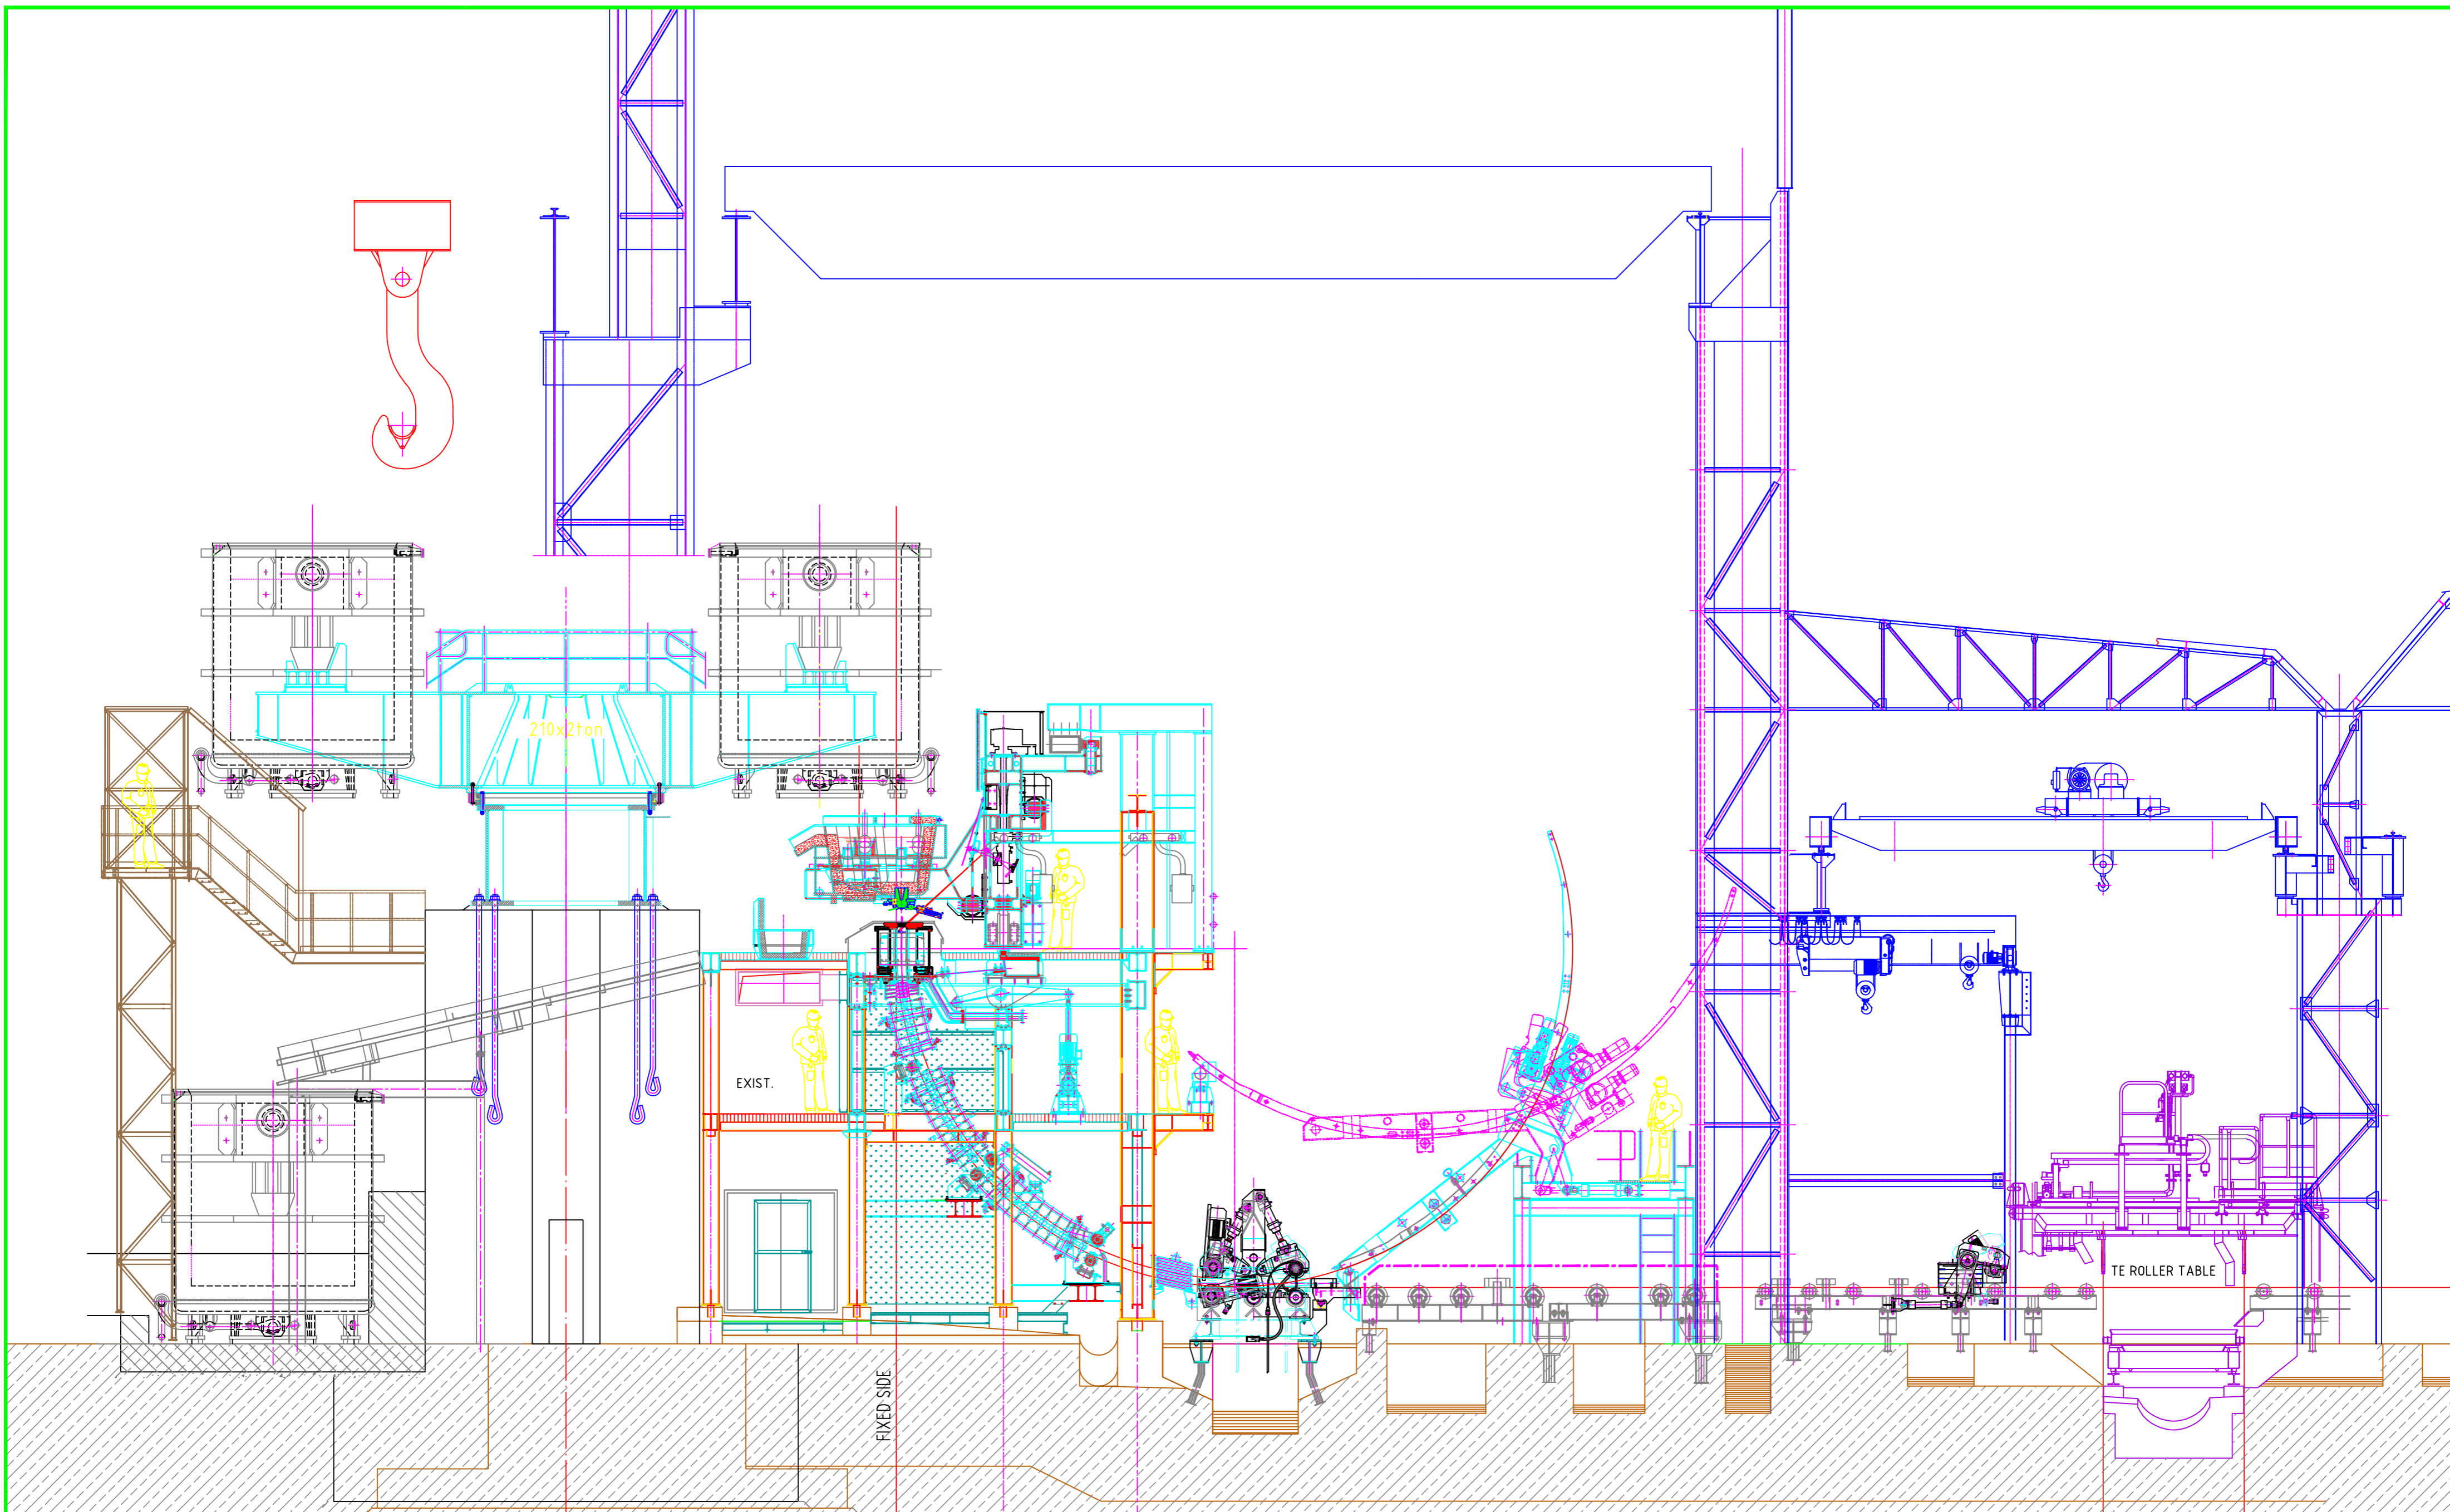 210x2ton
EXIST.
TE ROLLER TABLE
FIXED SIDE